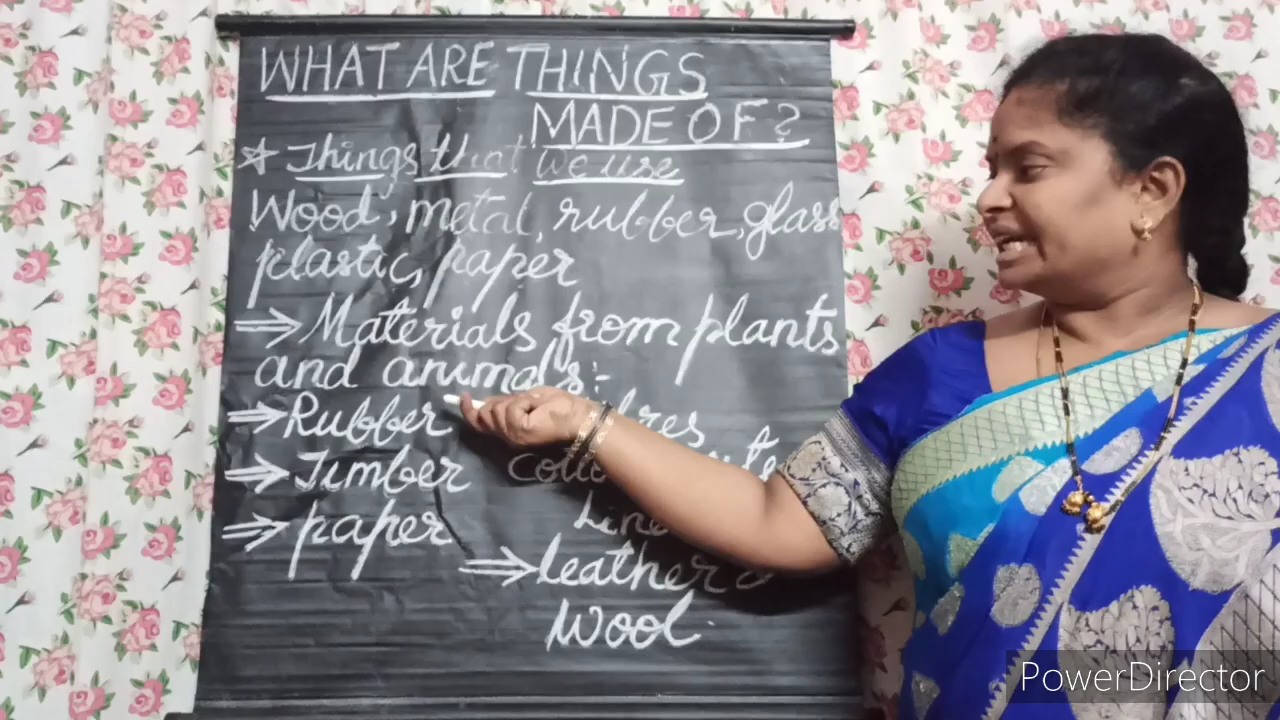 WHAT ARE THINGS
MADE OF?
☆ Things that we use
Wood, metal, rubber, glass
plastic, paper
⇒ Materials from plants
and animals:-
⇒ Rubber
⇒ Timber
⇒ paper
⇒ leather
Wool.
PowerDirector